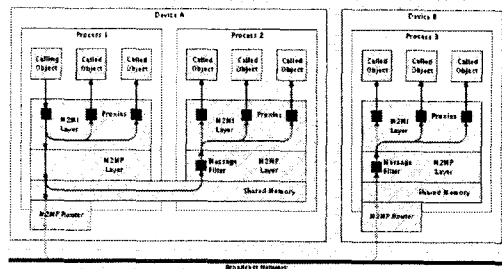 Device A
Device B
Process 1
Process 2
Process 3
Calling Object
Called Object
Called Object
Called Object
Called Object
Called Object
Called Object
Called Object
Called Object
M2MI Layer
Proxies
M2MI Layer
Proxies
M2MI Layer
Proxies
M2MP Layer
Message Filter
M2MP Layer
Message Filter
M2MP Layer
Shared Memory
Shared Memory
M2MP Router
M2MP Router
Broadcast Network